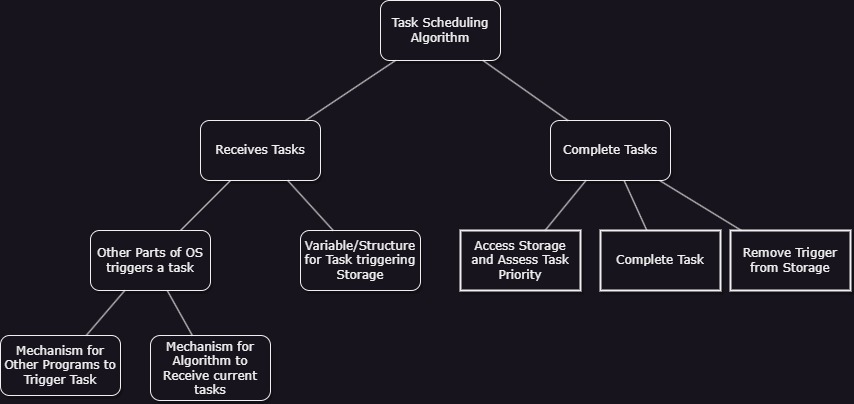 Task Scheduling
Algorithm
Receives Tasks
Complete Tasks
Other Parts of OS
triggers a task
Variable/Structure
for Task triggering
Storage
Access Storage
and Assess Task
Priority
Complete Task
Remove Trigger
from Storage
Mechanism for
Other Programs to
Trigger Task
Mechanism for
Algorithm to
Receive current
tasks